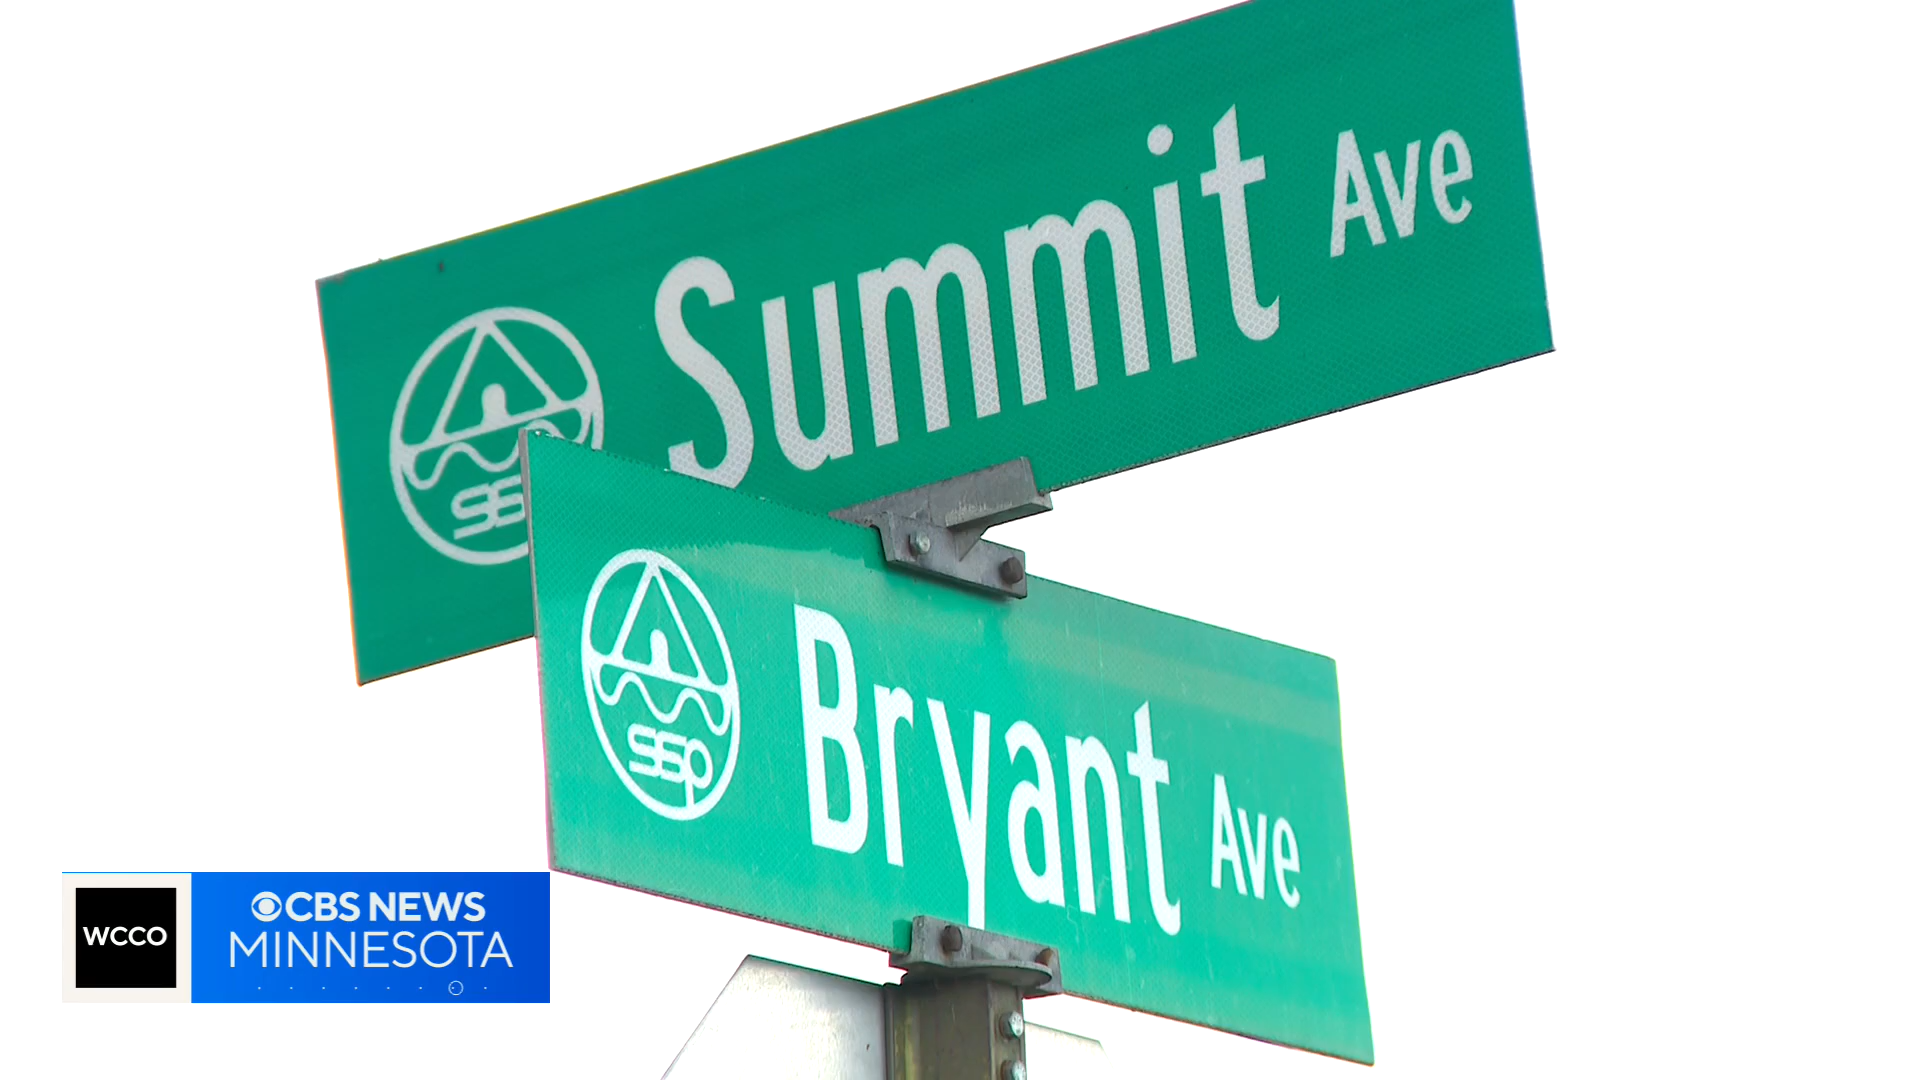 Summit Ave
SSP
Bryant Ave
SSP
WCCO
CBS NEWS
MINNESOTA